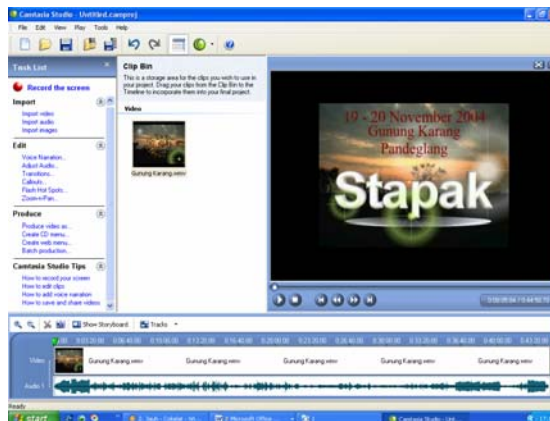 Camtasia Studio - Untitled.camproj
File Edit View Play Tools Help
Task List
Record the screen
Import
Import video
Import audio
Import images
Edit
Voice Narration...
Adjust Audio...
Transitions...
Callouts...
Flash Hot Spots...
Zoom-n-Pan...
Produce
Produce video as...
Create CD menu...
Create web menu...
Batch production...
Camtasia Studio Tips
How to record your screen
How to edit clips
How to add voice narration
How to save and share videos
Clip Bin
This is a storage area for the clips you wish to use in
your project. Drag your clips from the Clip Bin to the
Timeline to incorporate them into your final project.
Video
Gunung Karang.wmv
19 - 20 November 2004
Gunung Karang
Pandeglang
Stapak
Show Storyboard Tracks
Video Gunung Karang.wmv Gunung Karang.wmv Gunung Karang.wmv Gunung Karang.wmv Gunung Karang.wmv
Audio 1
Ready
start Microsoft Office ... Camtasia Studio - Unt...